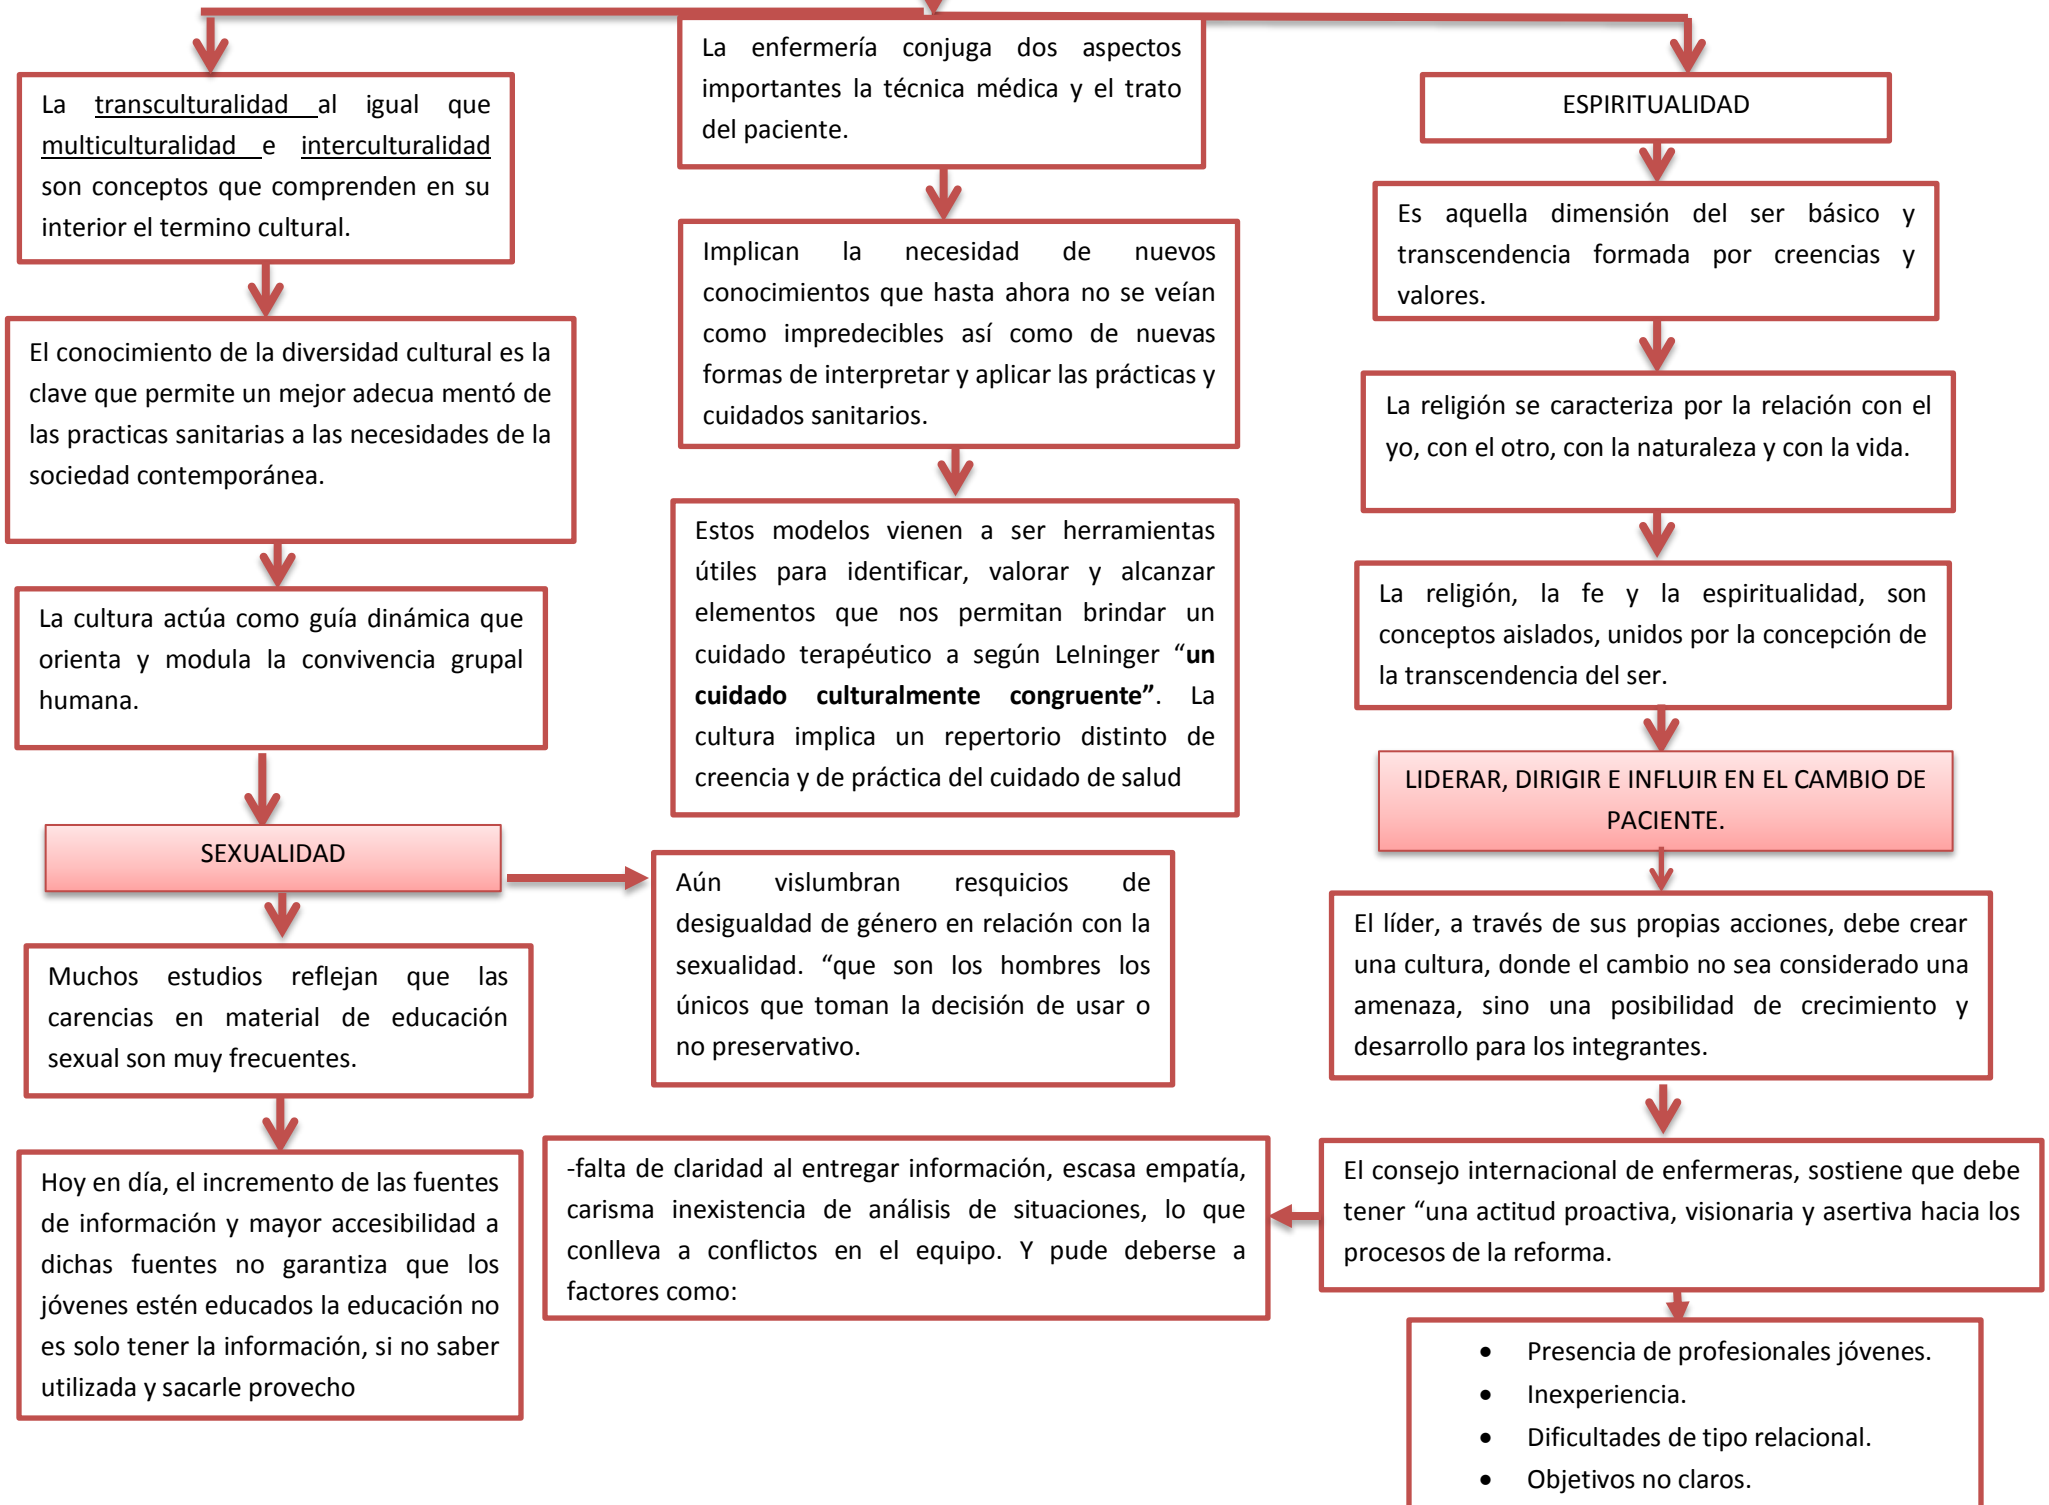 La transculturalidad al igual que
multiculturalidad e interculturalidad
son conceptos que comprenden en su
interior el termino cultural.
El conocimiento de la diversidad cultural es la
clave que permite un mejor adecua mentó de
las practicas sanitarias a las necesidades de la
sociedad contemporánea.
La cultura actúa como guía dinámica que
orienta y modula la convivencia grupal
humana.
SEXUALIDAD
Muchos estudios reflejan que las
carencias en material de educación
sexual son muy frecuentes.
Hoy en día, el incremento de las fuentes
de información y mayor accesibilidad a
dichas fuentes no garantiza que los
jóvenes estén educados la educación no
es solo tener la información, si no saber
utilizada y sacarle provecho
La enfermería conjuga dos aspectos
importantes la técnica médica y el trato
del paciente.
Implican la necesidad de nuevos
conocimientos que hasta ahora no se veían
como impredecibles así como de nuevas
formas de interpretar y aplicar las prácticas y
cuidados sanitarios.
Estos modelos vienen a ser herramientas
útiles para identificar, valorar y alcanzar
elementos que nos permitan brindar un
cuidado terapéutico a según LeIninger “un
cuidado culturalmente congruente”. La
cultura implica un repertorio distinto de
creencia y de práctica del cuidado de salud
Aún vislumbran resquicios de
desigualdad de género en relación con la
sexualidad. “que son los hombres los
únicos que toman la decisión de usar o
no preservativo.
ESPIRITUALIDAD
Es aquella dimensión del ser básico y
transcendencia formada por creencias y
valores.
La religión se caracteriza por la relación con el
yo, con el otro, con la naturaleza y con la vida.
La religión, la fe y la espiritualidad, son
conceptos aislados, unidos por la concepción de
la transcendencia del ser.
LIDERAR, DIRIGIR E INFLUIR EN EL CAMBIO DE
PACIENTE.
El líder, a través de sus propias acciones, debe crear
una cultura, donde el cambio no sea considerado una
amenaza, sino una posibilidad de crecimiento y
desarrollo para los integrantes.
El consejo internacional de enfermeras, sostiene que debe
tener “una actitud proactiva, visionaria y asertiva hacia los
procesos de la reforma.
-falta de claridad al entregar información, escasa empatía,
carisma inexistencia de análisis de situaciones, lo que
conlleva a conflictos en el equipo. Y pude deberse a
factores como:
• Presencia de profesionales jóvenes.
• Inexperiencia.
• Dificultades de tipo relacional.
• Objetivos no claros.